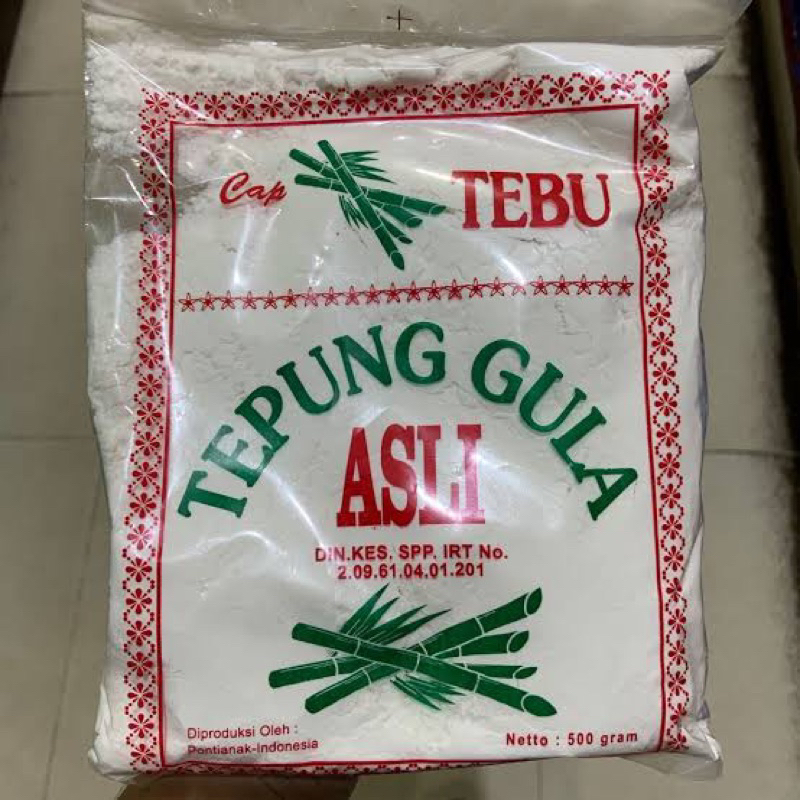 Cap TEBU
TEPUNG GULA
ASLI
DIN.KES. SPP. IRT No.
2.09.61.04.01.201
Diproduksi Oleh :
Pontianak-Indonesia
Netto : 500 gram